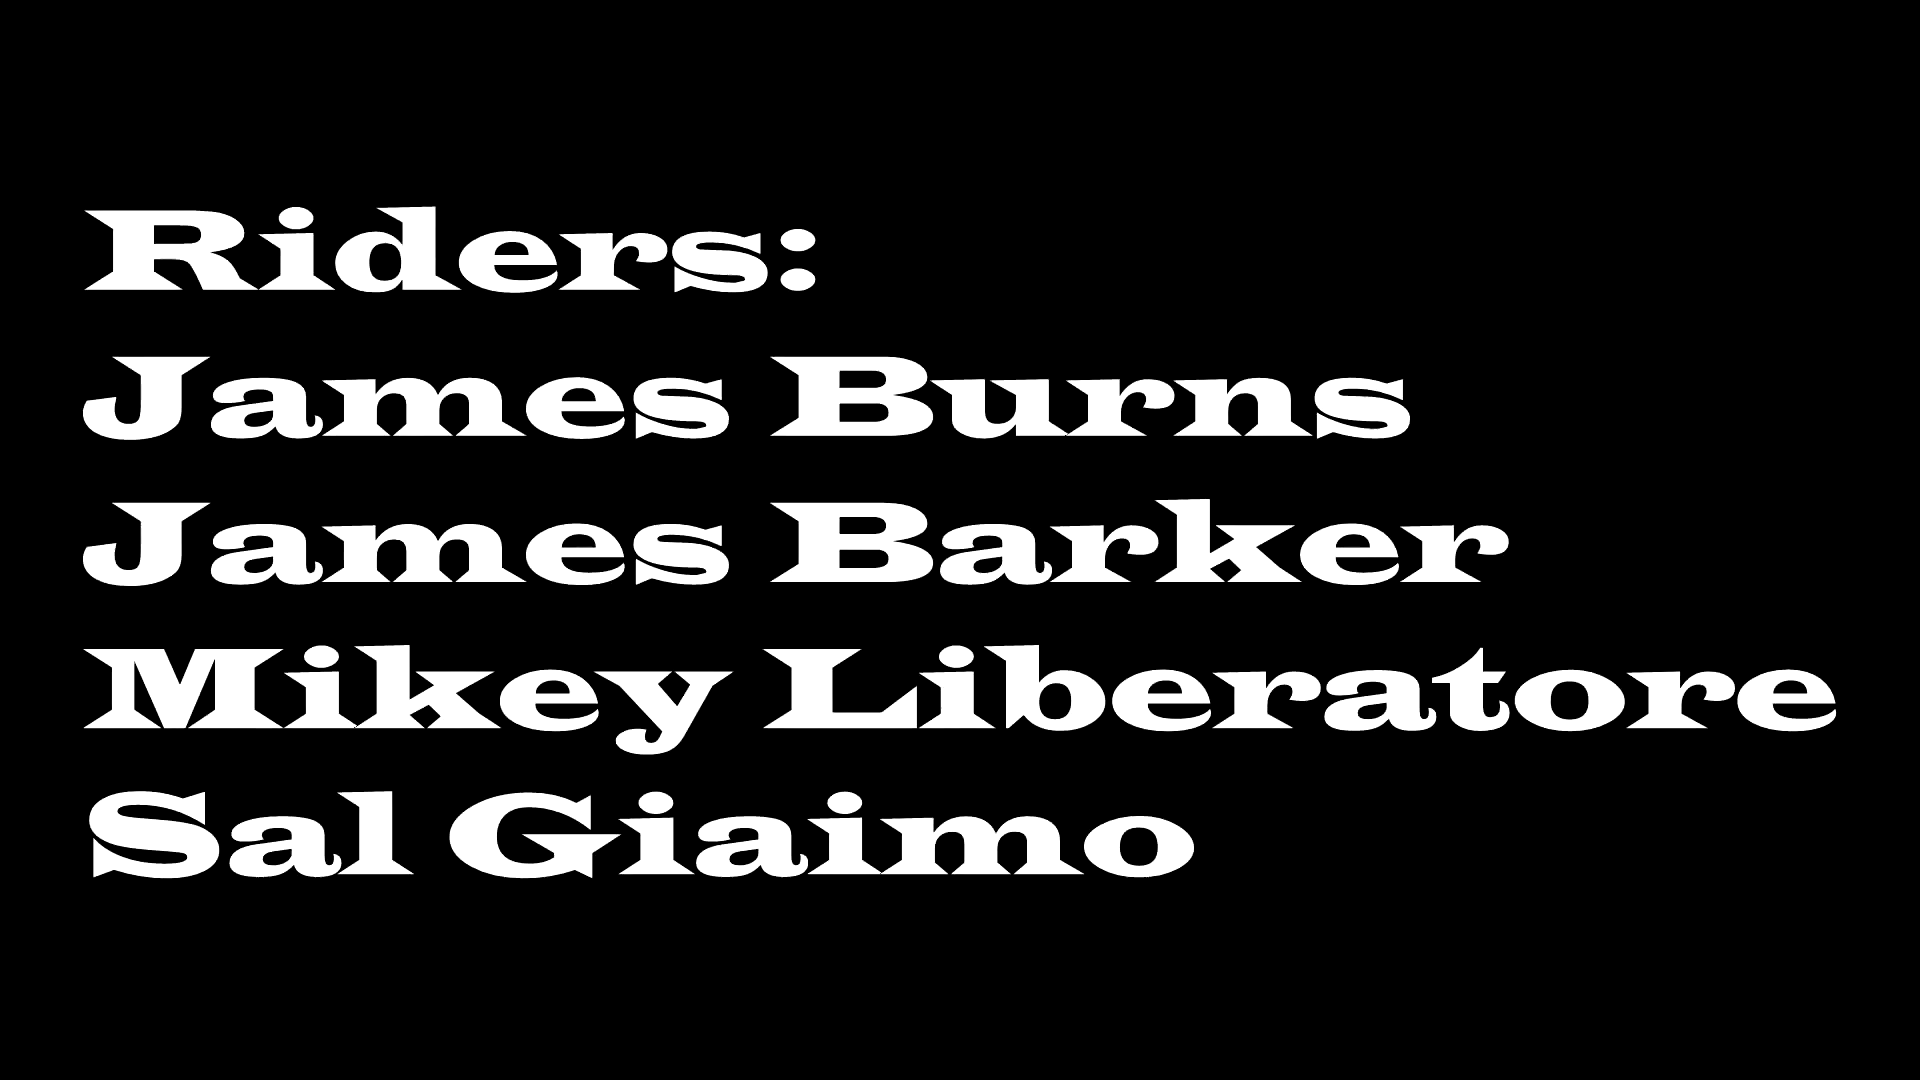 Riders:
James Burns
James Barker
Mikey Liberatore
Sal Giaimo